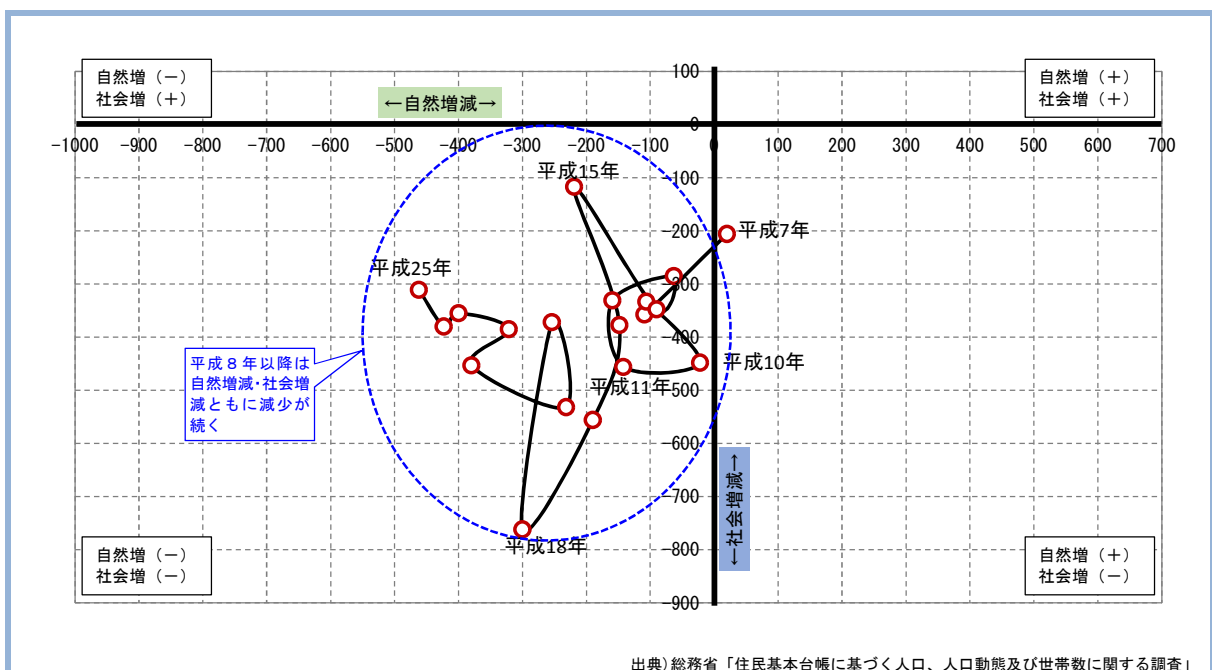 自然増（－）
社会増（＋）
←自然増減→
自然増（＋）
社会増（＋）
100
0
-1000
-900
-800
-700
-600
-500
-400
-300
-200
-100
0
100
200
300
400
500
600
700
平成15年
-100
-200
平成7年
平成25年
-300
-400
平成８年以降は
自然増減・社会増
減ともに減少が
続く
平成10年
平成11年
-500
-600
←社会増減→
-700
平成18年
-800
自然増（－）
社会増（－）
自然増（＋）
社会増（－）
-900
出典）総務省「住民基本台帳に基づく人口、人口動態及び世帯数に関する調査」